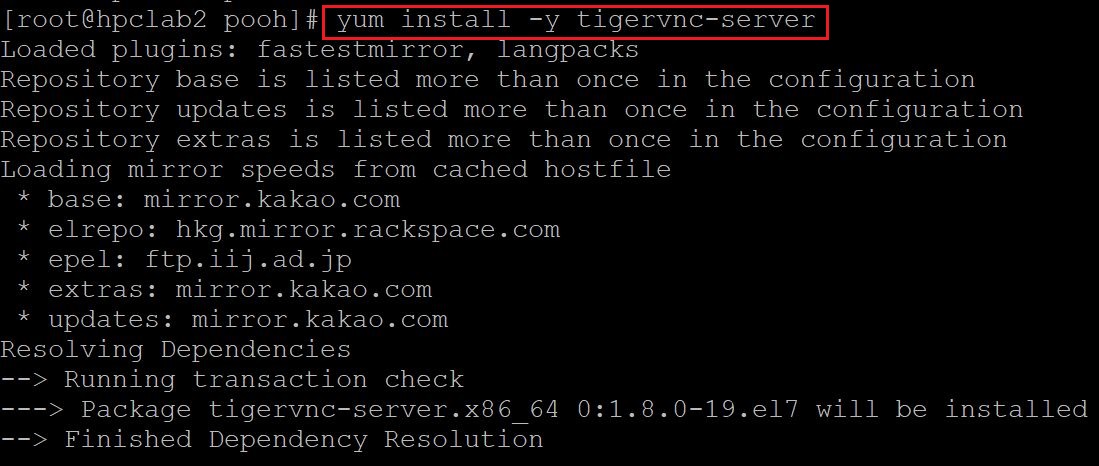 [root@hpclab2 pooh]# yum install -y tigervnc-server
Loaded plugins: fastestmirror, langpacks
Repository base is listed more than once in the configuration
Repository updates is listed more than once in the configuration
Repository extras is listed more than once in the configuration
Loading mirror speeds from cached hostfile
 * base: mirror.kakao.com
 * elrepo: hkg.mirror.rackspace.com
 * epel: ftp.iij.ad.jp
 * extras: mirror.kakao.com
 * updates: mirror.kakao.com
Resolving Dependencies
--> Running transaction check
---> Package tigervnc-server.x86_64 0:1.8.0-19.el7 will be installed
--> Finished Dependency Resolution